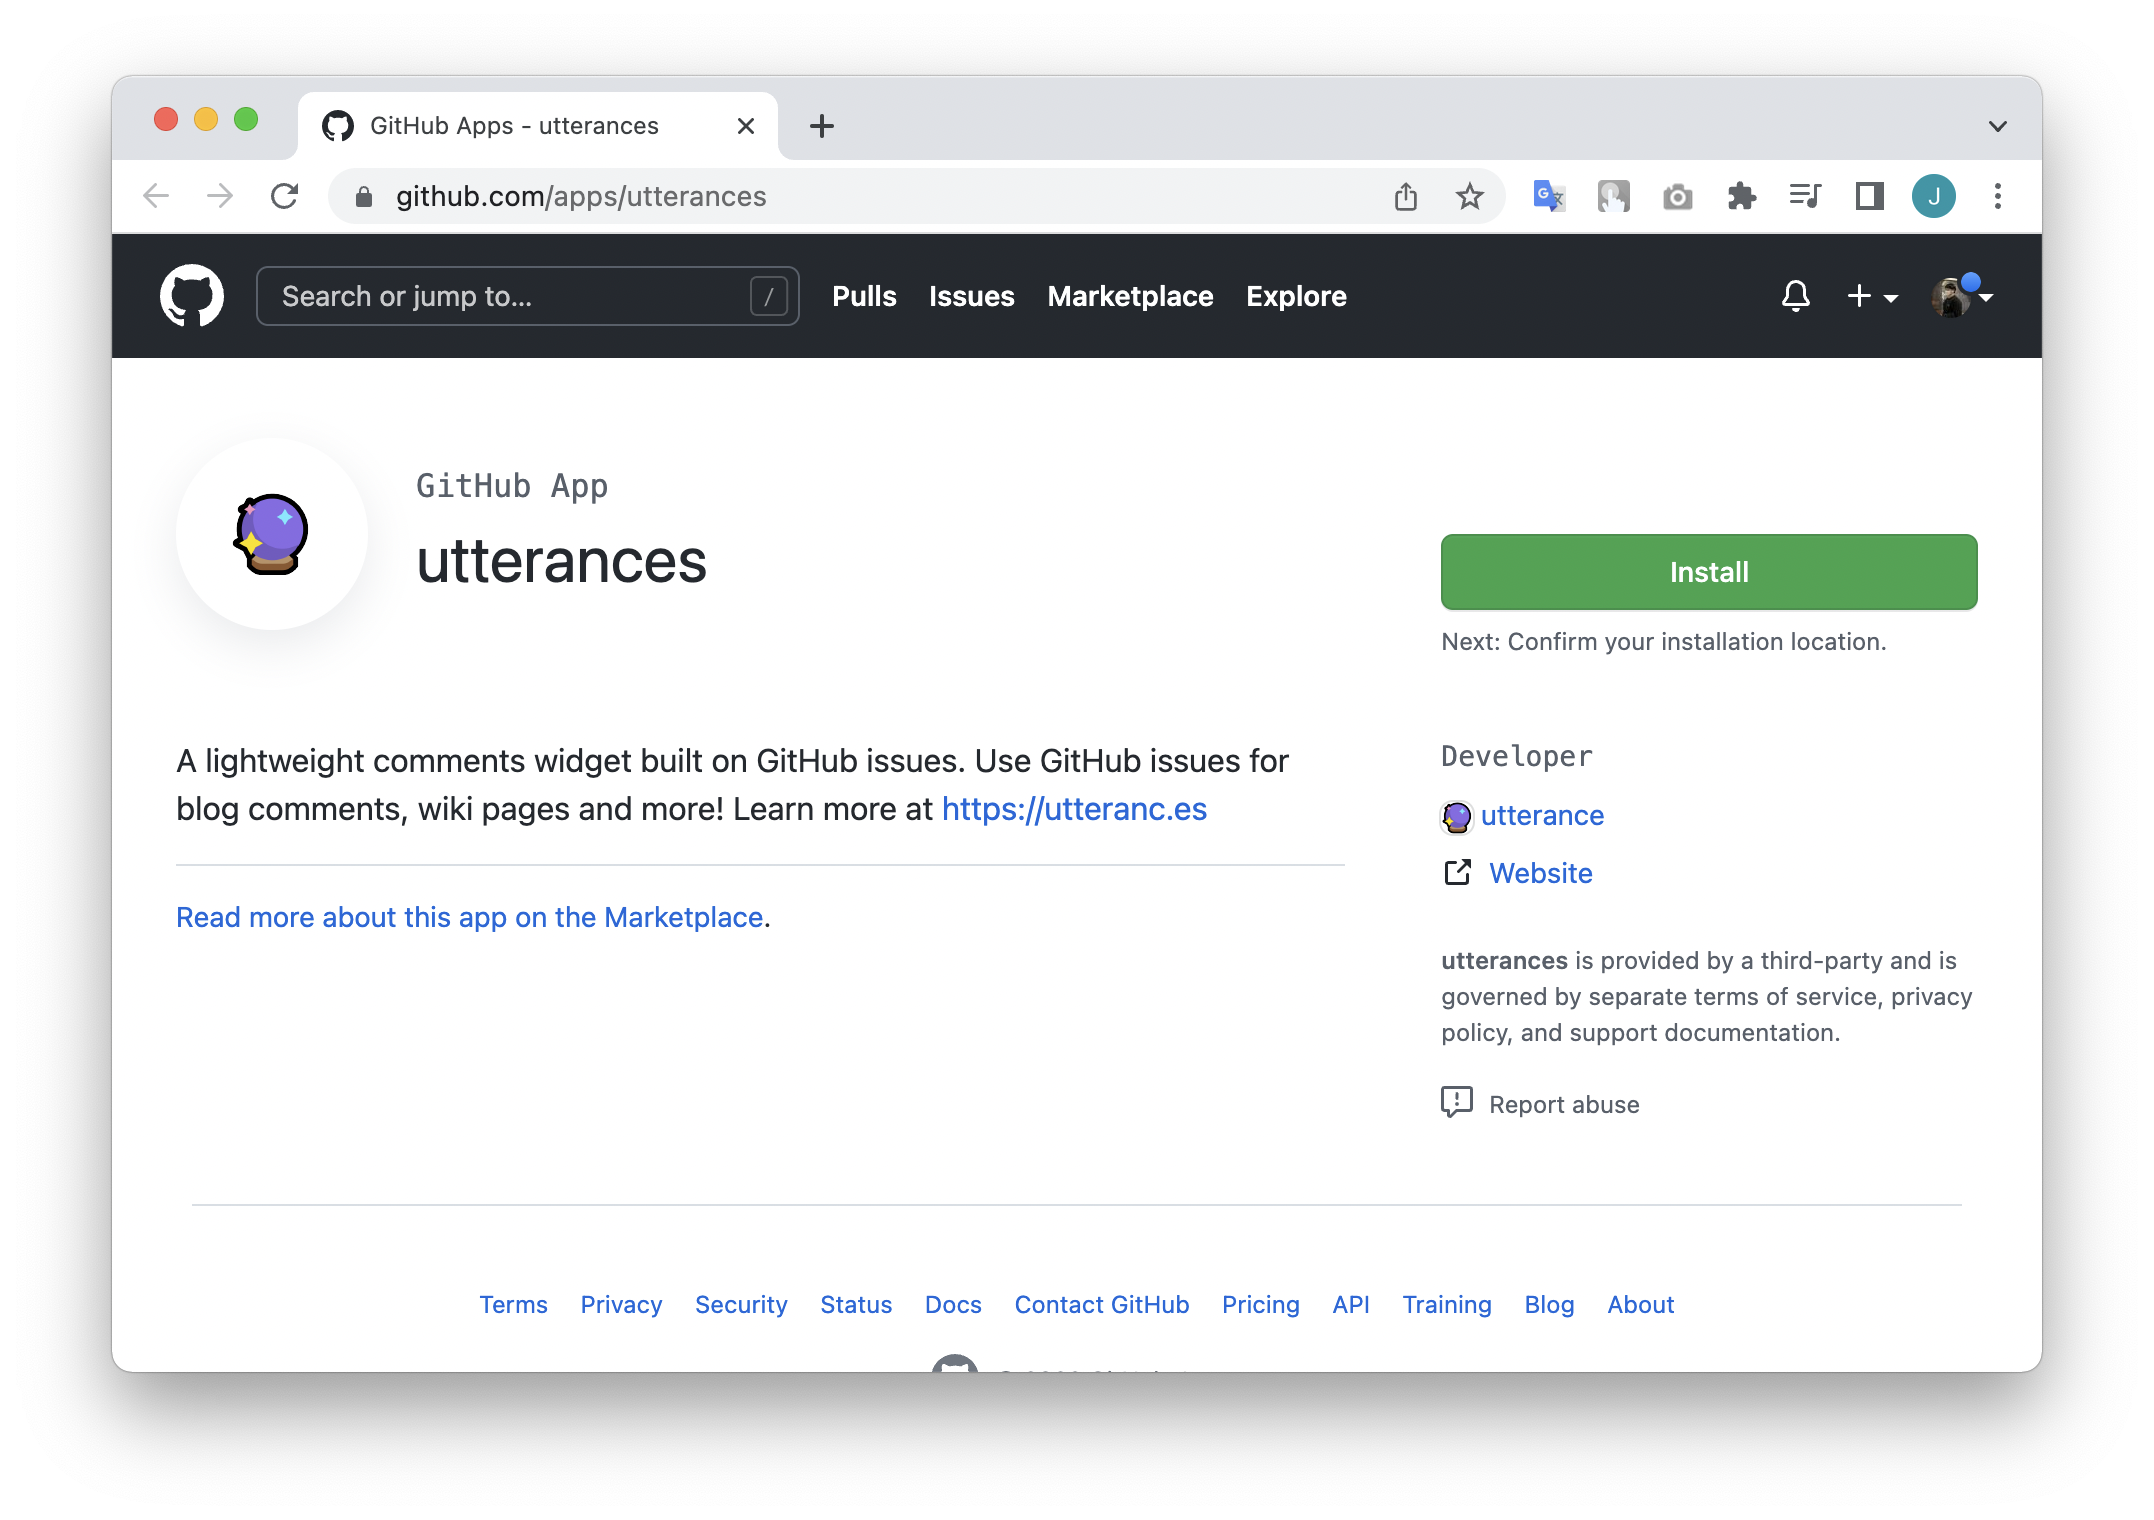 GitHub Apps - utterances
github.com/apps/utterances
J
Search or jump to...
/
Pulls
Issues
Marketplace
Explore
GitHub App
utterances
Install
Next: Confirm your installation location.
A lightweight comments widget built on GitHub issues. Use GitHub issues for
blog comments, wiki pages and more! Learn more at https://utteranc.es
Read more about this app on the Marketplace.
Developer
utterance
Website
utterances is provided by a third-party and is
governed by separate terms of service, privacy
policy, and support documentation.
Report abuse
Terms
Privacy
Security
Status
Docs
Contact GitHub
Pricing
API
Training
Blog
About